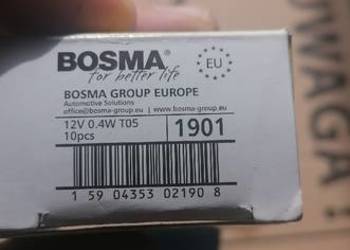 BOSMA®
for better life
EU
BOSMA GROUP EUROPE
Automotive Solutions
office@bosma-group.eu | www.bosma-group.eu
12V 0.4W T05
10pcs
1901
1 59 04353 02190 8
UWAGA!